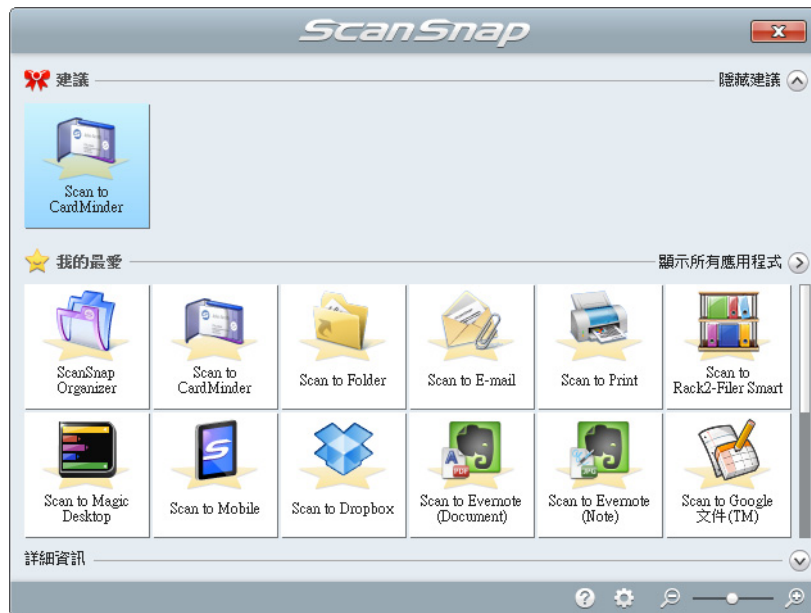 ScanSnap
建議
隱藏建議
Scan to
CardMinder
我的最愛
顯示所有應用程式
ScanSnap
Organizer
Scan to
CardMinder
Scan to Folder
Scan to E-mail
Scan to Print
Scan to
Rack2-Filer Smart
Scan to Magic
Desktop
Scan to Mobile
Scan to Dropbox
Scan to Evernote
(Document)
Scan to Evernote
(Note)
Scan to Google
文件(TM)
詳細資訊